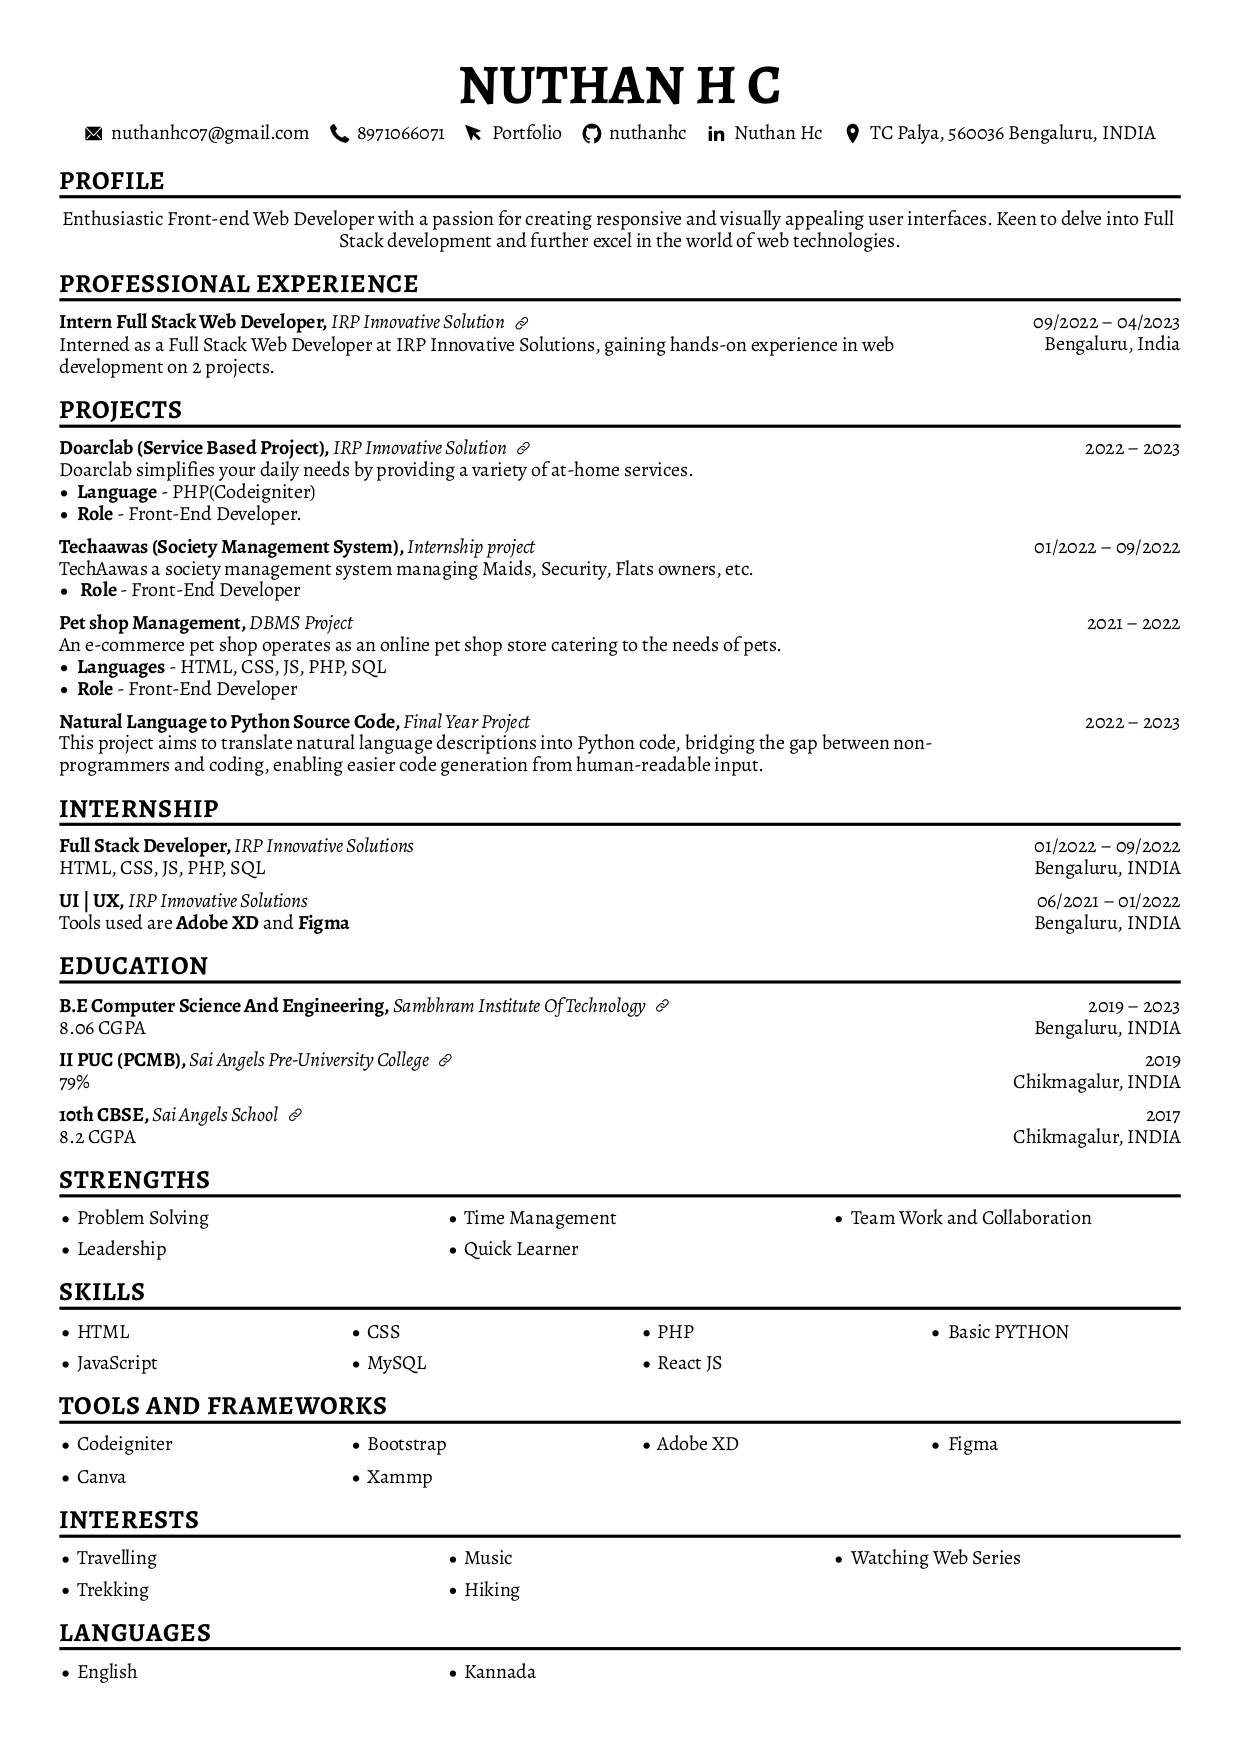 NUTHAN H C
nuthanhc07@gmail.com 8971066071 Portfolio nuthanhc Nuthan Hc TC Palya, 560036 Bengaluru, INDIA
PROFILE
Enthusiastic Front-end Web Developer with a passion for creating responsive and visually appealing user interfaces. Keen to delve into Full
Stack development and further excel in the world of web technologies.
PROFESSIONAL EXPERIENCE
Intern Full Stack Web Developer, IRP Innovative Solution 09/2022 – 04/2023
Interned as a Full Stack Web Developer at IRP Innovative Solutions, gaining hands-on experience in web Bengaluru, India
development on 2 projects.
PROJECTS
Doarclab (Service Based Project), IRP Innovative Solution 2022 – 2023
Doarclab simplifies your daily needs by providing a variety of at-home services.
• Language - PHP(Codeigniter)
• Role - Front-End Developer.
Techaawas (Society Management System), Internship project 01/2022 – 09/2022
TechAawas a society management system managing Maids, Security, Flats owners, etc.
• Role - Front-End Developer
Pet shop Management, DBMS Project 2021 – 2022
An e-commerce pet shop operates as an online pet shop store catering to the needs of pets.
• Languages - HTML, CSS, JS, PHP, SQL
• Role - Front-End Developer
Natural Language to Python Source Code, Final Year Project 2022 – 2023
This project aims to translate natural language descriptions into Python code, bridging the gap between non-
programmers and coding, enabling easier code generation from human-readable input.
INTERNSHIP
Full Stack Developer, IRP Innovative Solutions 01/2022 – 09/2022
HTML, CSS, JS, PHP, SQL Bengaluru, INDIA
UI | UX, IRP Innovative Solutions 06/2021 – 01/2022
Tools used are Adobe XD and Figma Bengaluru, INDIA
EDUCATION
B.E Computer Science And Engineering, Sambhram Institute Of Technology 2019 – 2023
8.06 CGPA Bengaluru, INDIA
II PUC (PCMB), Sai Angels Pre-University College 2019
79% Chikmagalur, INDIA
10th CBSE, Sai Angels School 2017
8.2 CGPA Chikmagalur, INDIA
STRENGTHS
• Problem Solving • Time Management • Team Work and Collaboration
• Leadership • Quick Learner
SKILLS
• HTML • CSS • PHP • Basic PYTHON
• JavaScript • MySQL • React JS
TOOLS AND FRAMEWORKS
• Codeigniter • Bootstrap • Adobe XD • Figma
• Canva • Xammp
INTERESTS
• Travelling • Music • Watching Web Series
• Trekking • Hiking
LANGUAGES
• English • Kannada